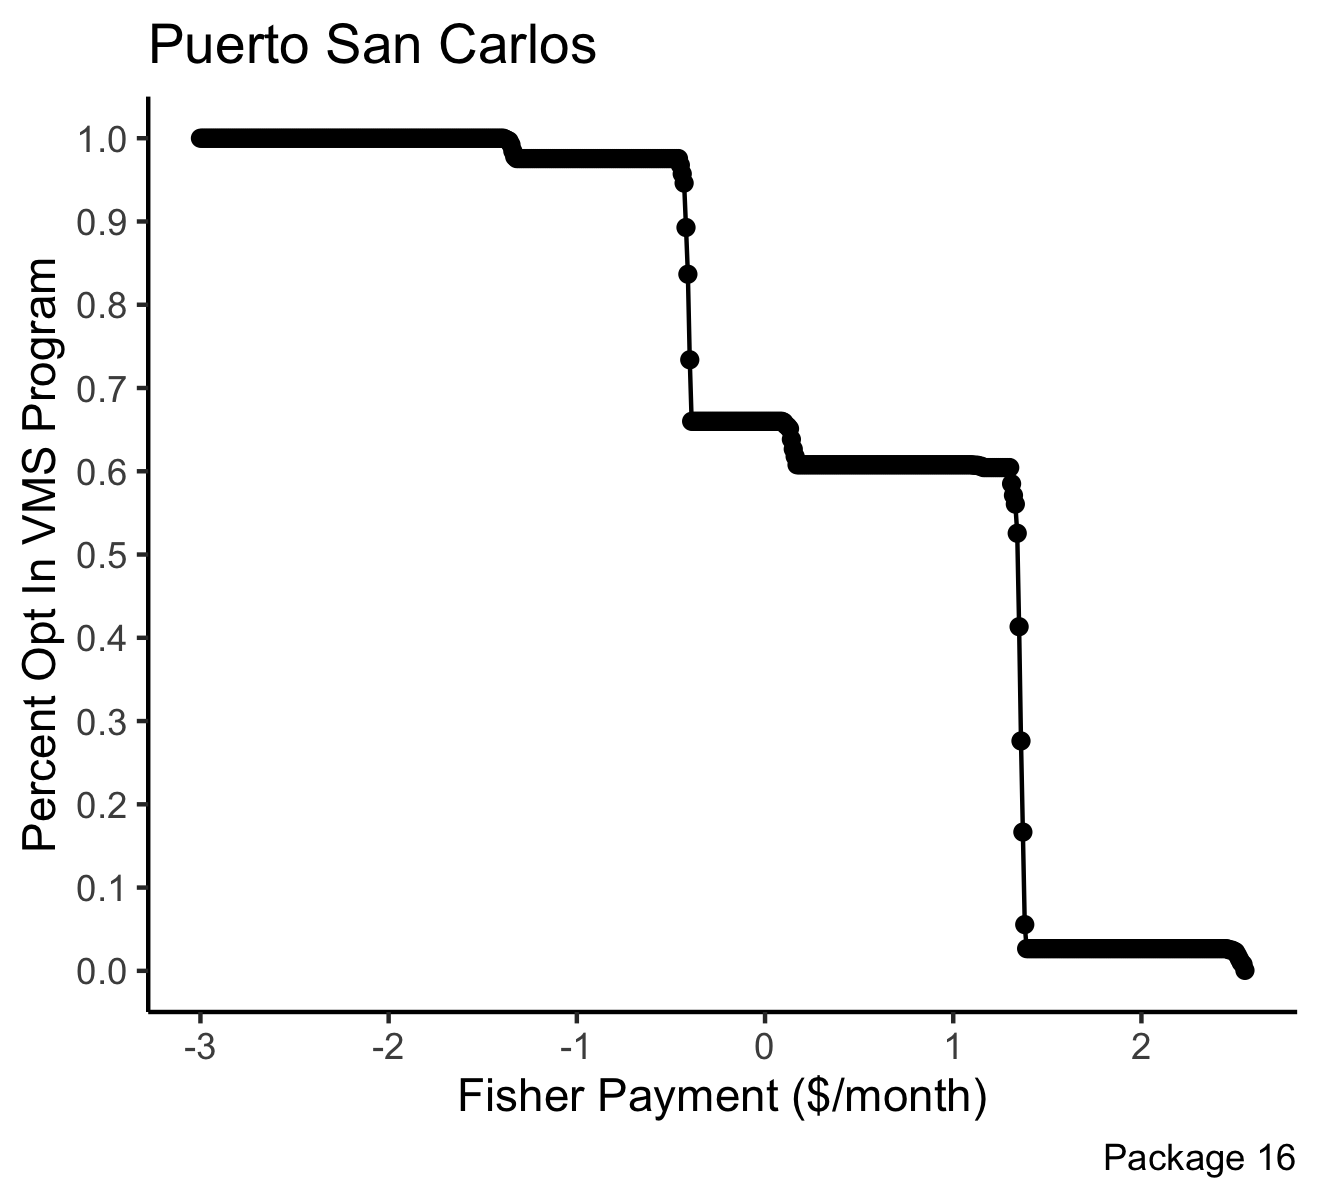 Puerto San Carlos
Percent Opt In VMS Program
1.0
0.9
0.8
0.7
0.6
0.5
0.4
0.3
0.2
0.1
0.0
-3 -2 -1 0 1 2
Fisher Payment ($/month)
Package 16